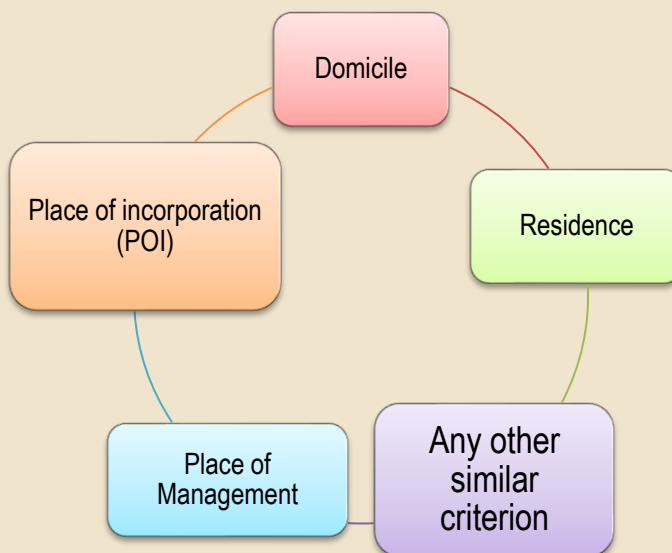 Domicile
Residence
Any other
similar
criterion
Place of
Management
Place of incorporation
(POI)